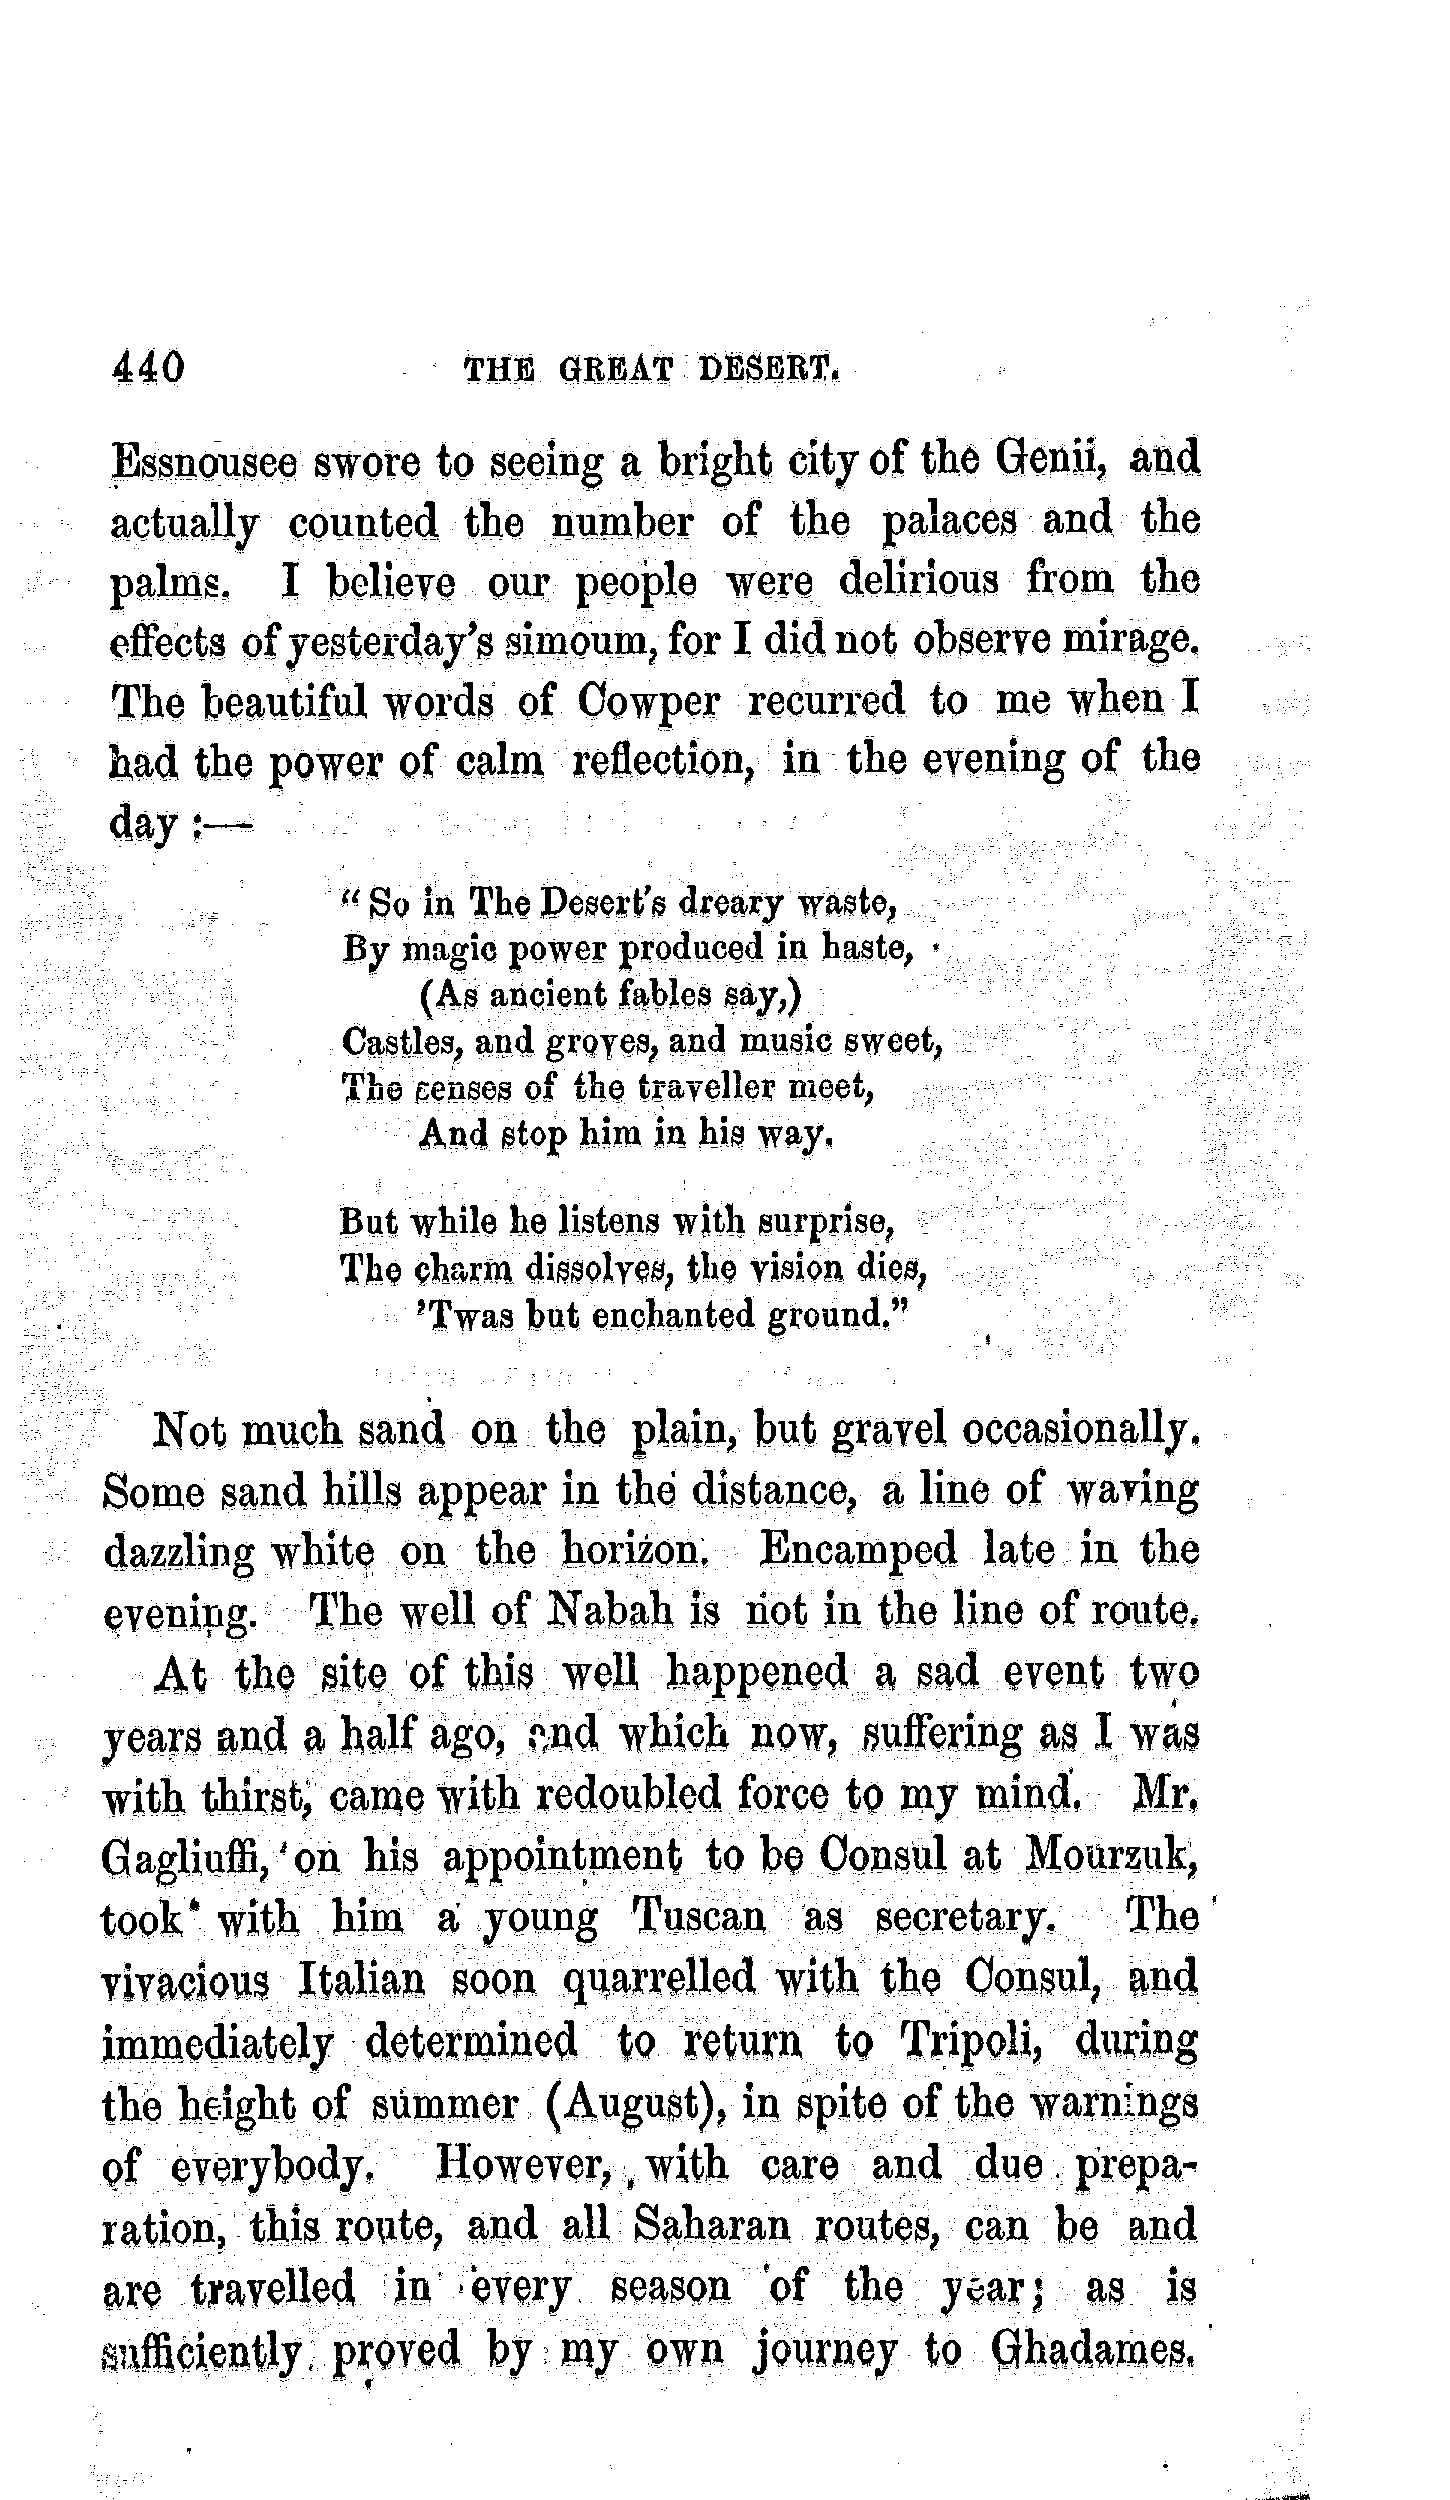 440 THE GREAT DESERT.
Essnousee swore to seeing a bright city of the Genii, and
actually counted the number of the palaces and the
palms. I believe our people were delirious from the
effects of yesterday's simoum, for I did not observe mirage.
The beautiful words of Cowper recurred to me when I
had the power of calm reflection, in the evening of the
day :—
“ So in The Desert's dreary waste,
By magic power produced in haste,
(As ancient fables say,)
Castles, and groves, and music sweet,
The senses of the traveller meet,
And stop him in his way.
But while he listens with surprise,
The charm dissolves, the vision dies,
'Twas but enchanted ground.”
Not much sand on the plain, but gravel occasionally.
Some sand hills appear in the distance, a line of waving
dazzling white on the horizon. Encamped late in the
evening. The well of Nabah is not in the line of route.
At the site of this well happened a sad event two
years and a half ago, and which now, suffering as I was
with thirst, came with redoubled force to my mind. Mr.
Gagliuffi, on his appointment to be Consul at Mourzuk,
took with him a young Tuscan as secretary. The
vivacious Italian soon quarrelled with the Consul, and
immediately determined to return to Tripoli, during
the height of summer (August), in spite of the warnings
of everybody. However, with care and due prepa-
ration, this route, and all Saharan routes, can be and
are travelled in every season of the year; as is
sufficiently proved by my own journey to Ghadames.